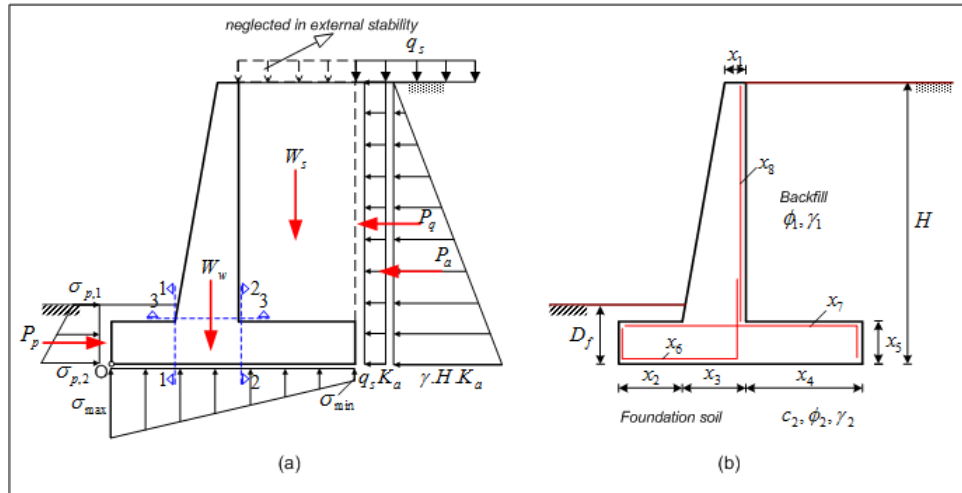 neglected in external stability
q_s
W_s
P_q
P_a
W_w
σ_{p,1}
1 2
3 3
P_p
σ_{p,2} O
1 2
σ_max
σ_min
q_s K_a
γ.H.K_a
(a)
x_1
x_8
Backfill
ϕ_1, γ_1
H
D_f
x_7
x_6
x_5
x_2 x_3 x_4
Foundation soil
c_2, ϕ_2, γ_2
(b)